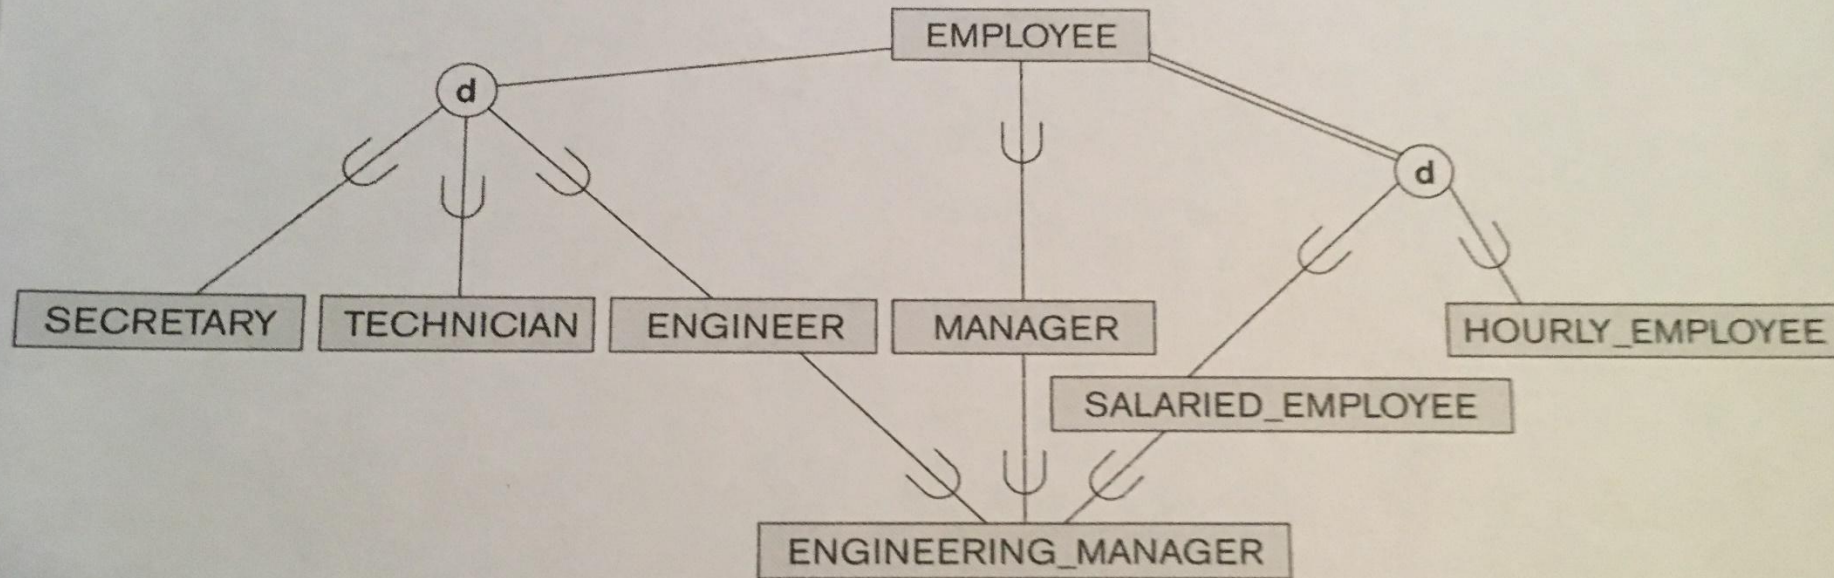 EMPLOYEE
d
d
SECRETARY
TECHNICIAN
ENGINEER
MANAGER
HOURLY_EMPLOYEE
SALARIED_EMPLOYEE
ENGINEERING_MANAGER